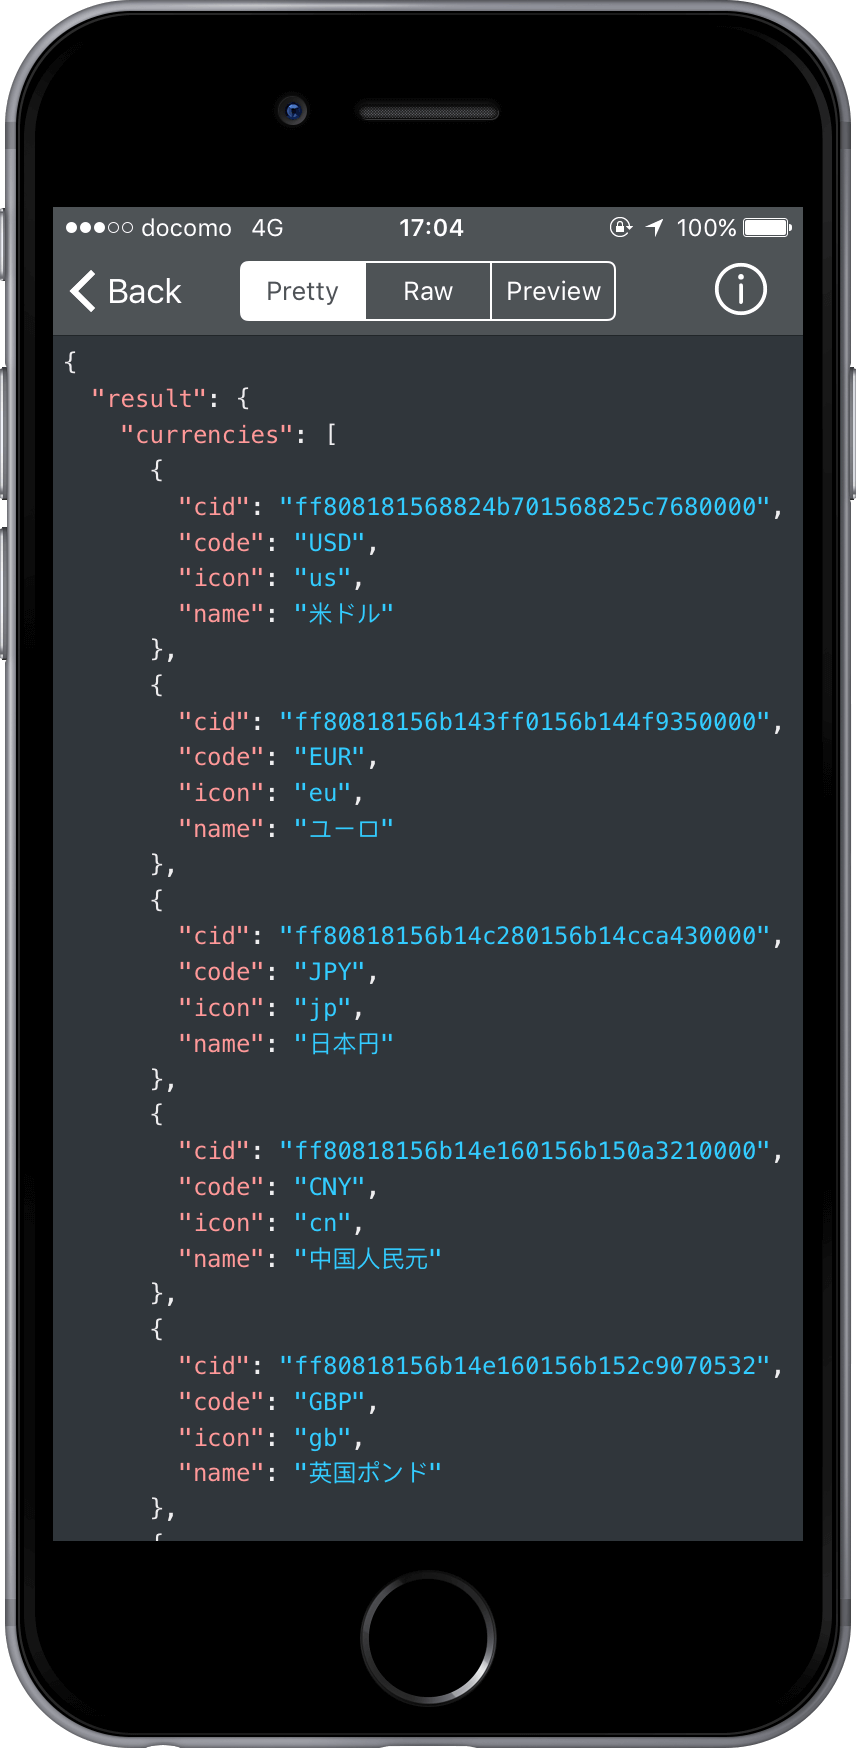 docomo 4G 17:04 100%
Back Pretty Raw Preview
{
"result": {
"currencies": [
{
"cid": "ff808181568824b701568825c7680000",
"code": "USD",
"icon": "us",
"name": "米ドル"
},
{
"cid": "ff80818156b143ff0156b144f9350000",
"code": "EUR",
"icon": "eu",
"name": "ユーロ"
},
{
"cid": "ff80818156b14c280156b14cca430000",
"code": "JPY",
"icon": "jp",
"name": "日本円"
},
{
"cid": "ff80818156b14e160156b150a3210000",
"code": "CNY",
"icon": "cn",
"name": "中国人民元"
},
{
"cid": "ff80818156b14e160156b152c9070532",
"code": "GBP",
"icon": "gb",
"name": "英国ポンド"
},
{